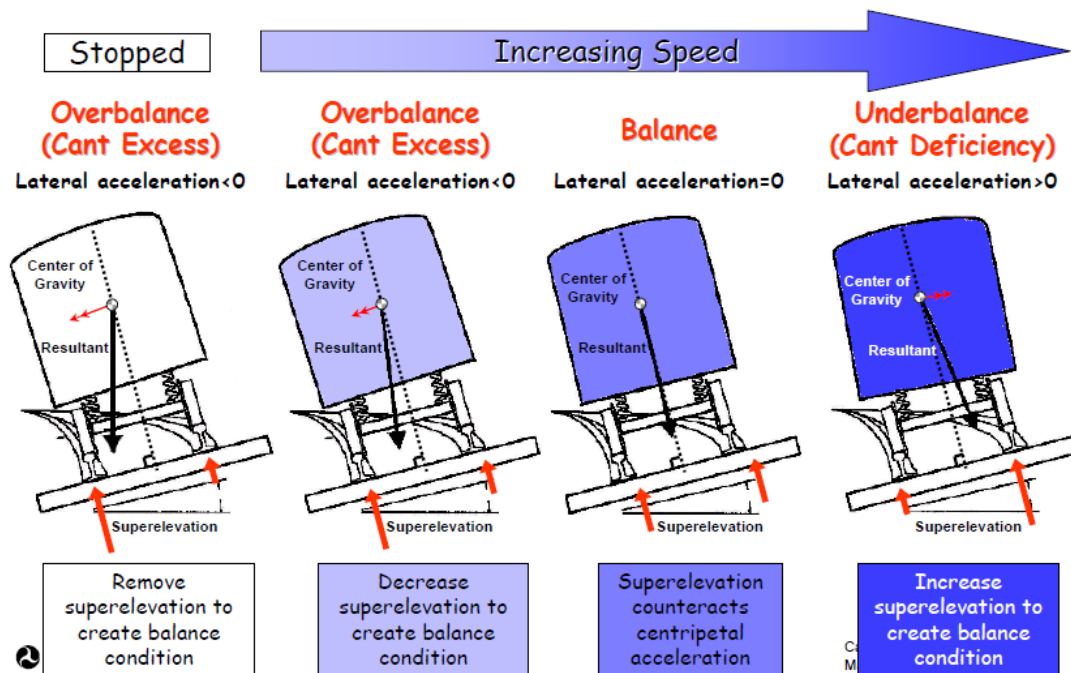 Stopped
Increasing Speed
Overbalance
(Cant Excess)
Lateral acceleration<0
Overbalance
(Cant Excess)
Lateral acceleration<0
Balance
Lateral acceleration=0
Underbalance
(Cant Deficiency)
Lateral acceleration>0
Center of
Gravity
Resultant
Superelevation
Center of
Gravity
Resultant
Superelevation
Center of
Gravity
Resultant
Superelevation
Center of
Gravity
Resultant
Superelevation
Remove
superelevation to
create balance
condition
Decrease
superelevation to
create balance
condition
Superelevation
counteracts
centripetal
acceleration
Increase
superelevation to
create balance
condition